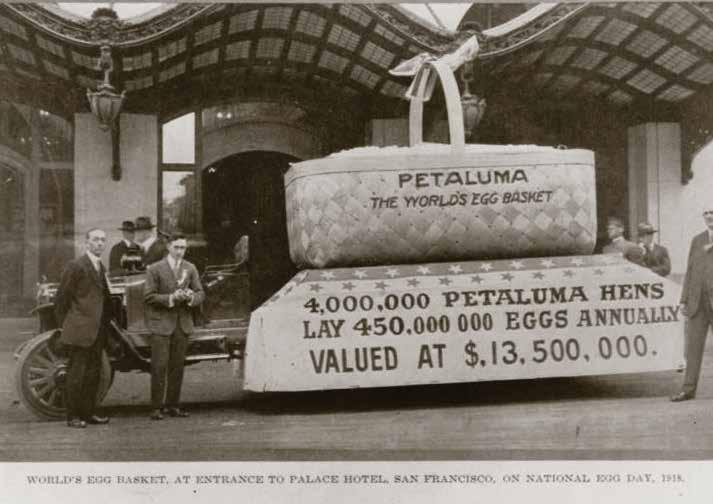 PETALUMA
THE WORLD'S EGG BASKET
4,000,000 PETALUMA HENS
LAY 450.000 000 EGGS ANNUALLY
VALUED AT $.13,500,000.
WORLD'S EGG BASKET, AT ENTRANCE TO PALACE HOTEL, SAN FRANCISCO, ON NATIONAL EGG DAY, 1918.